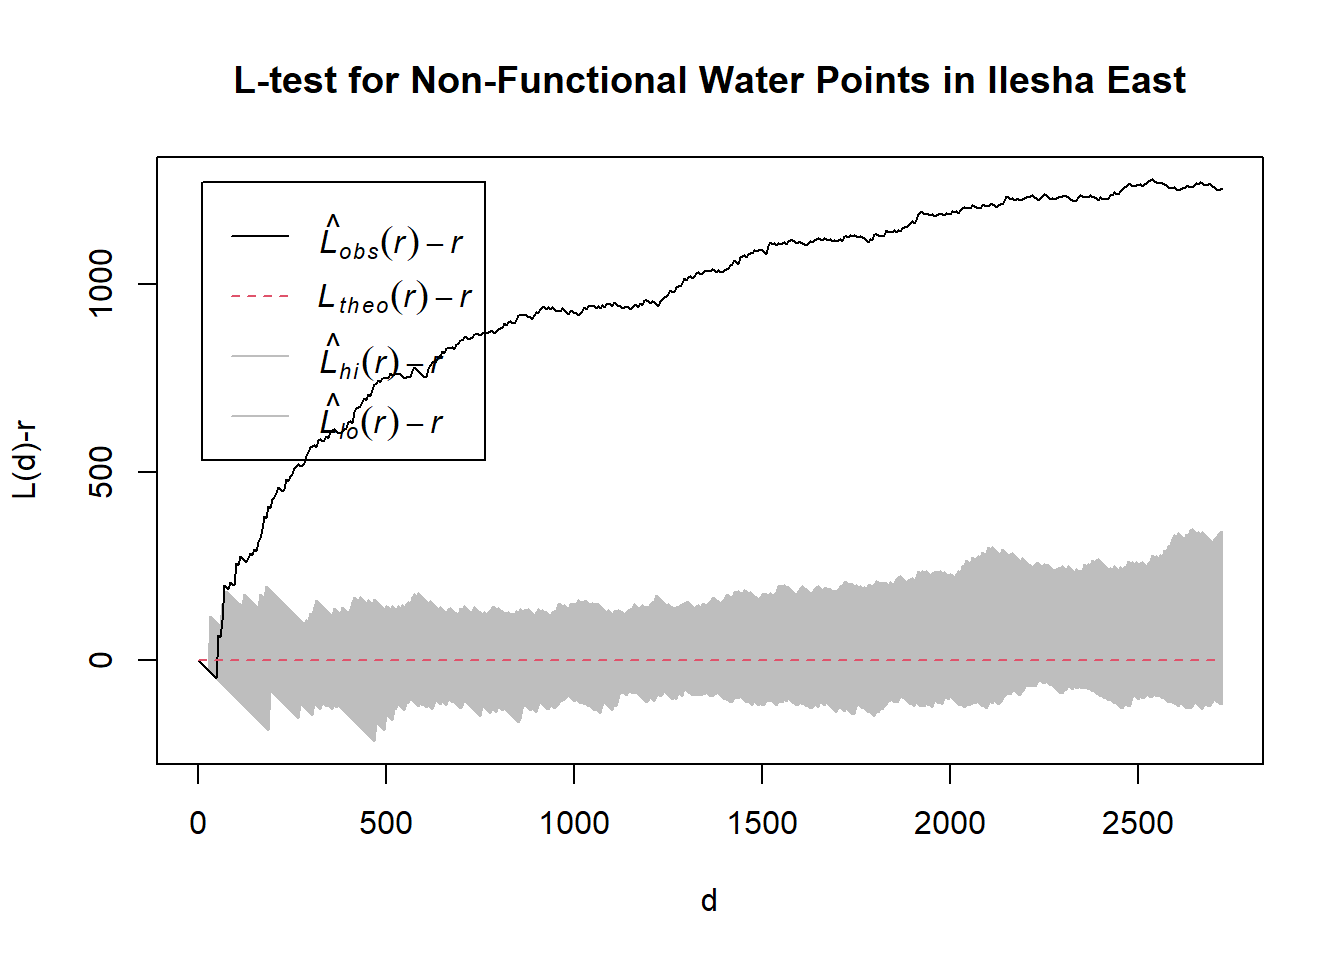 L-test for Non-Functional Water Points in Ilesha East
L̂obs(r) – r
Ltheo(r) – r
L̂hi(r) – r
L̂lo(r) – r
L(d)-r
1000
500
0
0 500 1000 1500 2000 2500
d